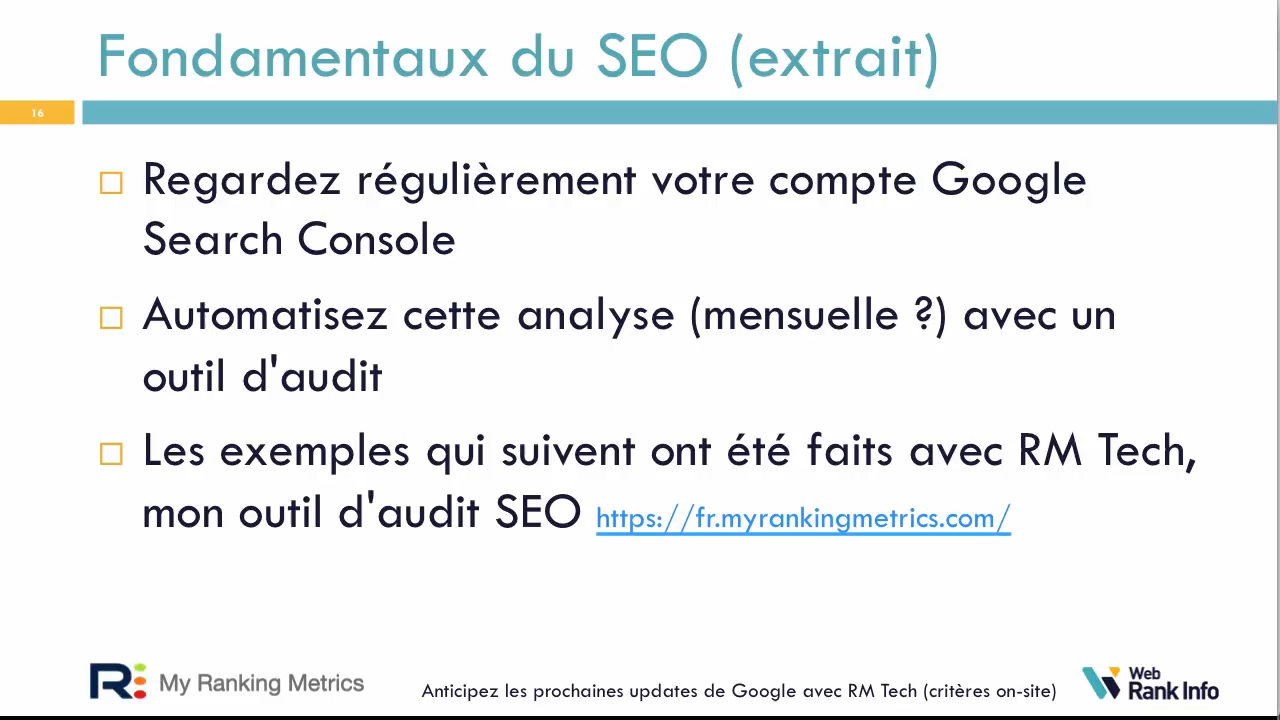 Fondamentaux du SEO (extrait)
16
Regardez régulièrement votre compte Google
Search Console
Automatisez cette analyse (mensuelle ?) avec un
outil d'audit
Les exemples qui suivent ont été faits avec RM Tech,
mon outil d'audit SEO https://fr.myrankingmetrics.com/
R
My Ranking Metrics
Anticipez les prochaines updates de Google avec RM Tech (critères on-site)
Web
Rank Info